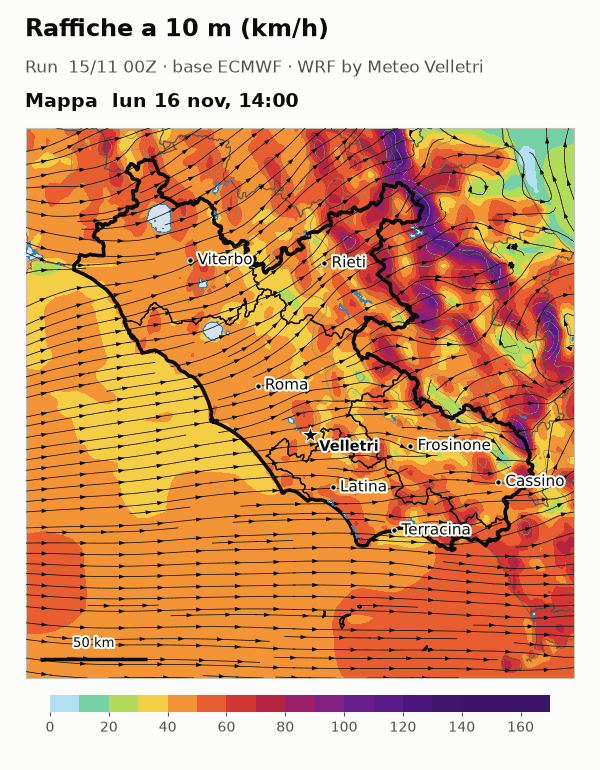 Raffiche a 10 m (km/h)
Run 15/11 00Z · base ECMWF · WRF by Meteo Velletri
Mappa lun 16 nov, 14:00
Viterbo
Rieti
Roma
Velletri
Frosinone
Cassino
Latina
Terracina
50 km
0 20 40 60 80 100 120 140 160